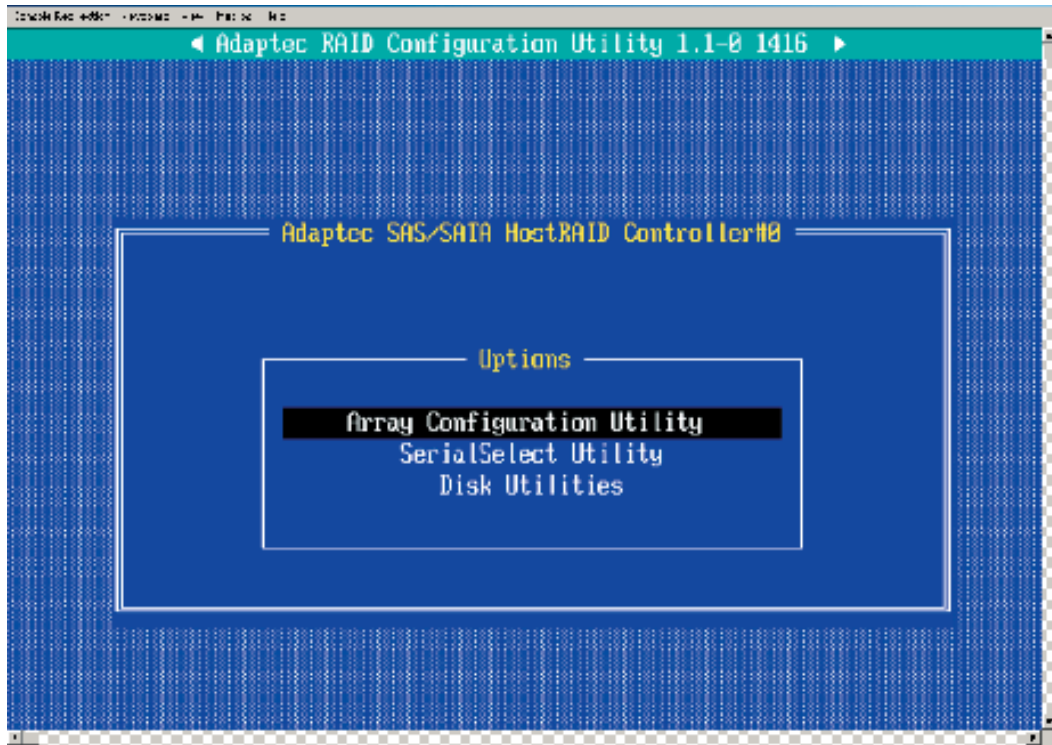 ◄ Adaptec RAID Configuration Utility 1.1-0 1416 ►
Adaptec SAS/SATA HostRAID Controller#0
Options
Array Configuration Utility
SerialSelect Utility
Disk Utilities